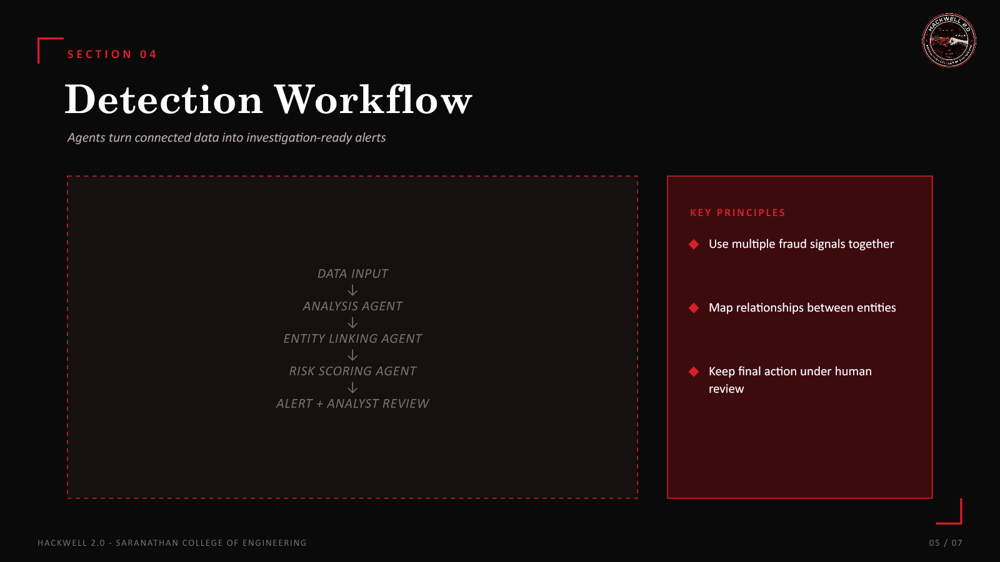 HACKWELL 2.0
SECTION 04
Detection Workflow
Agents turn connected data into investigation-ready alerts
DATA INPUT
↓
ANALYSIS AGENT
↓
ENTITY LINKING AGENT
↓
RISK SCORING AGENT
↓
ALERT + ANALYST REVIEW
KEY PRINCIPLES
Use multiple fraud signals together
Map relationships between entities
Keep final action under human
review
HACKWELL 2.0 - SARANATHAN COLLEGE OF ENGINEERING
05 / 07